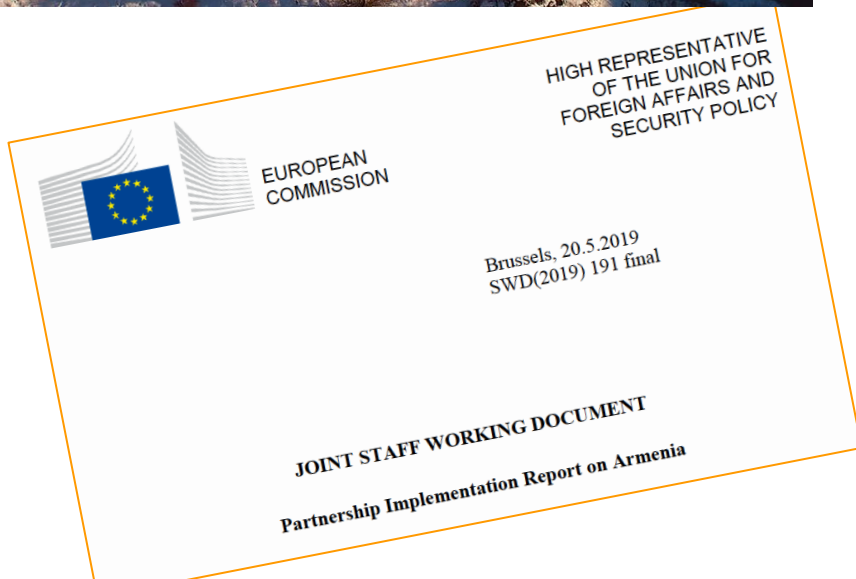 HIGH REPRESENTATIVE
OF THE UNION FOR
FOREIGN AFFAIRS AND
SECURITY POLICY
EUROPEAN
COMMISSION
Brussels, 20.5.2019
SWD(2019) 191 final
JOINT STAFF WORKING DOCUMENT
Partnership Implementation Report on Armenia